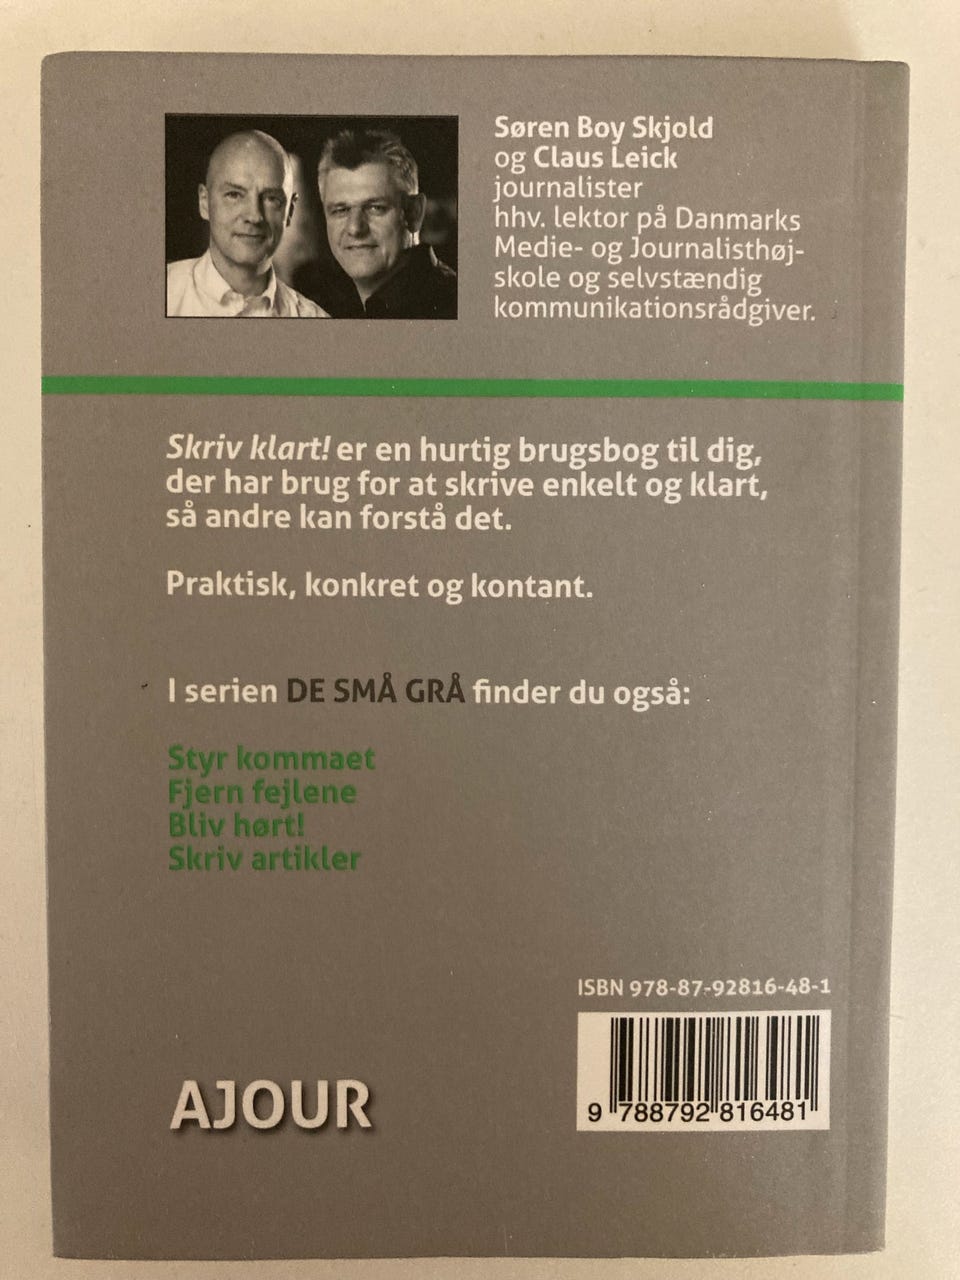 Søren Boy Skjold
og Claus Leick
journalister
hhv. lektor på Danmarks
Medie- og Journalisthøj-
skole og selvstændig
kommunikationsrådgiver.
Skriv klart! er en hurtig brugsbog til dig,
der har brug for at skrive enkelt og klart,
så andre kan forstå det.
Praktisk, konkret og kontant.
I serien DE SMÅ GRÅ finder du også:
Styr kommaet
Fjern fejlene
Bliv hørt!
Skriv artikler
ISBN 978-87-92816-48-1
9 788792 816481
AJOUR